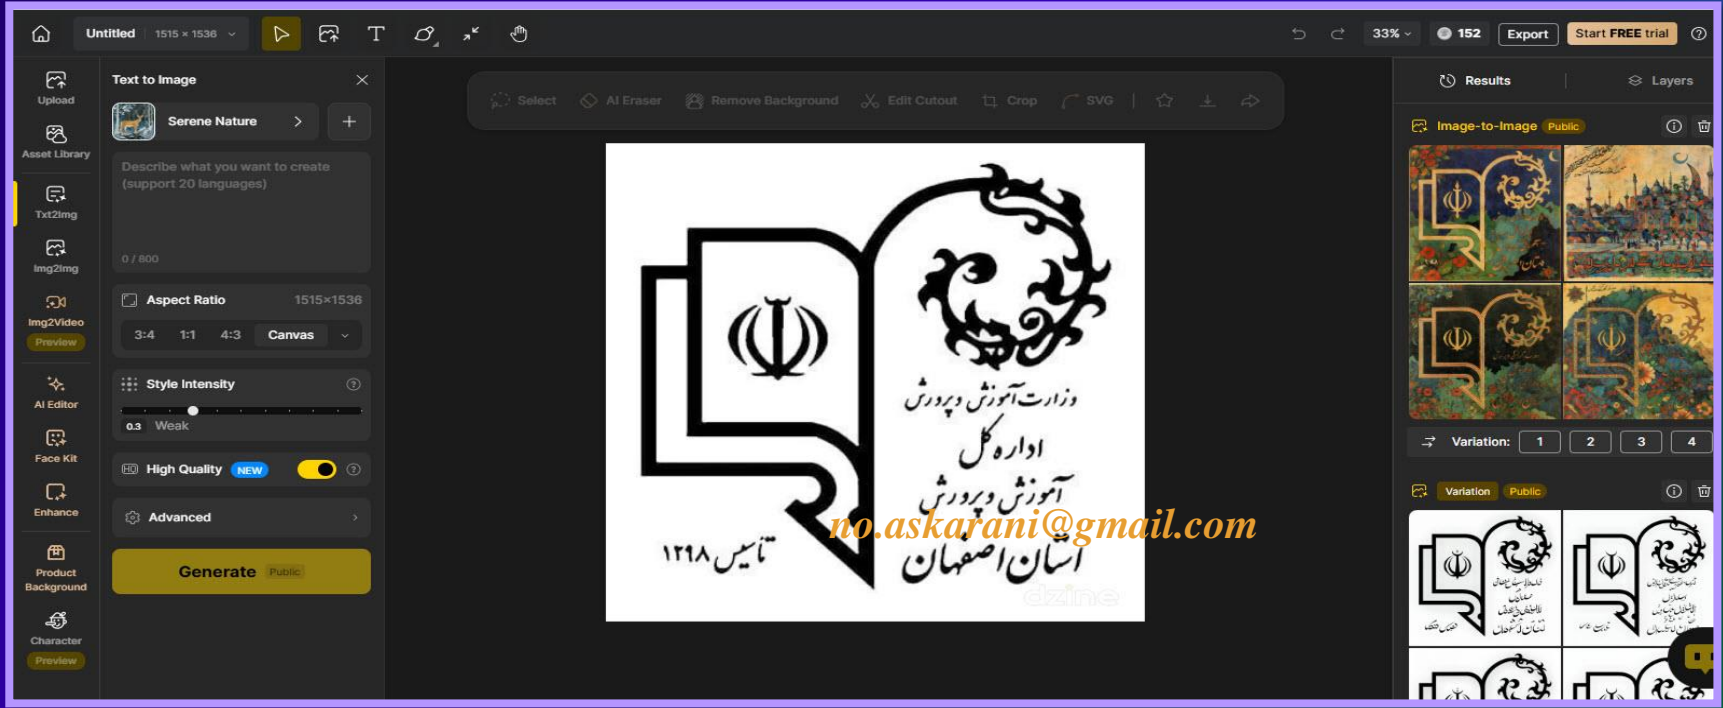 Untitled
1515 × 1536
33%
152
Export
Start FREE trial
Upload
Asset Library
Txt2Img
Img2Img
Img2Video
Preview
AI Editor
Face Kit
Enhance
Product
Background
Character
Preview
Text to Image
Serene Nature
Describe what you want to create
(support 20 languages)
0 / 800
Aspect Ratio 1515×1536
3:4 1:1 4:3 Canvas
Style Intensity
0.3 Weak
HQ High Quality NEW
Advanced
Generate Public
Select AI Eraser Remove Background Edit Cutout Crop SVG
وزارت آموزش و پرورش
اداره کل
آموزش و پرورش
استان اصفهان
تأسیس ۱۲۹۸
no.askarani@gmail.com
dzine
Results Layers
Image-to-Image Public
Variation: 1 2 3 4
Variation Public